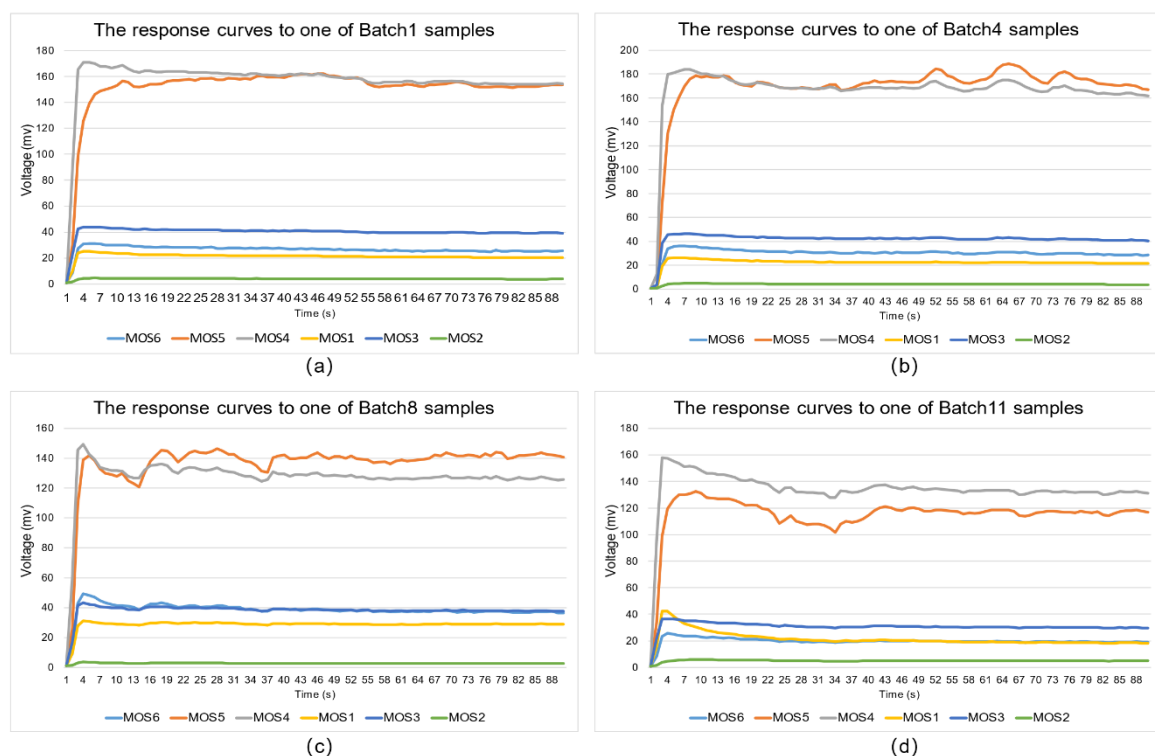 The response curves to one of Batch1 samples
180
160
140
120
100
80
60
40
20
0
Voltage (mv)
1 4 7 10 13 16 19 22 25 28 31 34 37 40 43 46 49 52 55 58 61 64 67 70 73 76 79 82 85 88
Time (s)
MOS6 MOS5 MOS4 MOS1 MOS3 MOS2
(a)
The response curves to one of Batch4 samples
200
180
160
140
120
100
80
60
40
20
0
Voltage (mv)
1 4 7 10 13 16 19 22 25 28 31 34 37 40 43 46 49 52 55 58 61 64 67 70 73 76 79 82 85 88
Time (s)
MOS6 MOS5 MOS4 MOS1 MOS3 MOS2
(b)
The response curves to one of Batch8 samples
160
140
120
100
80
60
40
20
0
Voltage (mv)
1 4 7 10 13 16 19 22 25 28 31 34 37 40 43 46 49 52 55 58 61 64 67 70 73 76 79 82 85 88
Time (s)
MOS6 MOS5 MOS4 MOS1 MOS3 MOS2
(c)
The response curves to one of Batch11 samples
180
160
140
120
100
80
60
40
20
0
Voltage (mv)
1 4 7 10 13 16 19 22 25 28 31 34 37 40 43 46 49 52 55 58 61 64 67 70 73 76 79 82 85 88
Time (s)
MOS6 MOS5 MOS4 MOS1 MOS3 MOS2
(d)